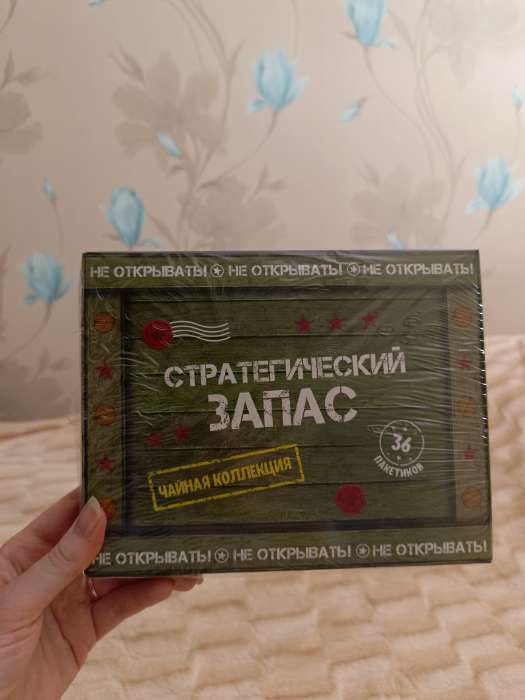 НЕ ОТКРЫВАТЬ! НЕ ОТКРЫВАТЬ! НЕ ОТКРЫВАТЬ!
СТРАТЕГИЧЕСКИЙ
ЗАПАС
ЧАЙНАЯ КОЛЛЕКЦИЯ
36
ПАКЕТИКОВ
НЕ ОТКРЫВАТЬ! НЕ ОТКРЫВАТЬ! НЕ ОТКРЫВАТЬ!